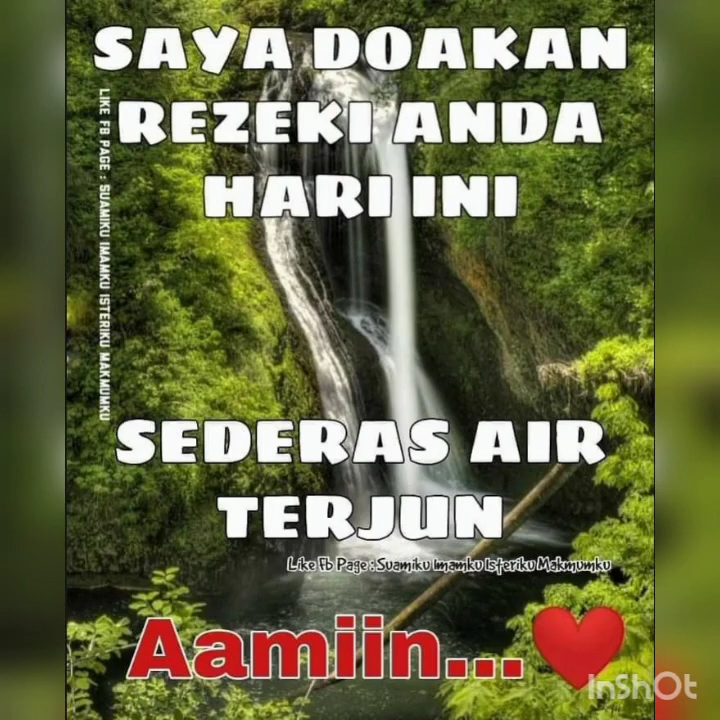 SAYA DOAKAN
REZEKI ANDA
HARI INI
LIKE FB PAGE : SUAMIKU IMAMKU ISTERIKU MAKMUMKU
SEDERAS AIR
TERJUN
Like Fb Page : Suamiku Imamku Isteriku Makmumku
Aamiin...
InShOt